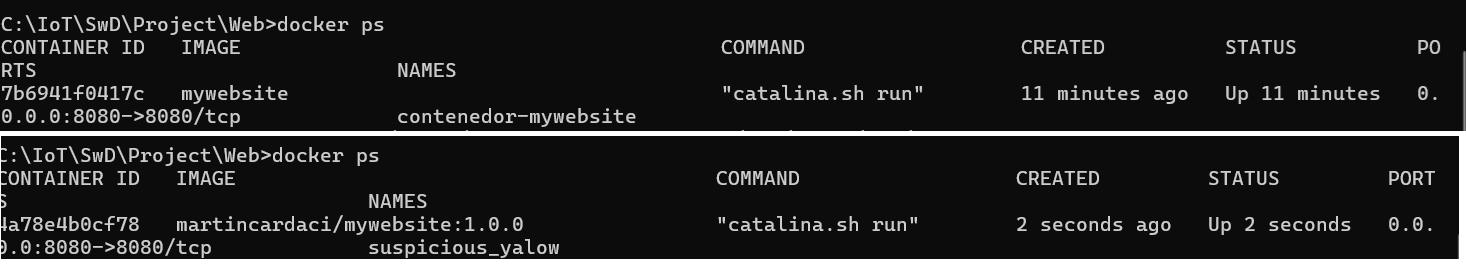 C:\IoT\SwD\Project\Web>docker ps
CONTAINER ID   IMAGE                                          COMMAND                  CREATED          STATUS          PO
RTS                              NAMES
7b6941f0417c   mywebsite                                      "catalina.sh run"        11 minutes ago   Up 11 minutes   0.
0.0.0:8080->8080/tcp             contenedor-mywebsite
C:\IoT\SwD\Project\Web>docker ps
CONTAINER ID   IMAGE                                          COMMAND                  CREATED         STATUS         PORT
S                              NAMES
4a78e4b0cf78   martincardaci/mywebsite:1.0.0                  "catalina.sh run"        2 seconds ago   Up 2 seconds   0.0.
0.0:8080->8080/tcp             suspicious_yalow